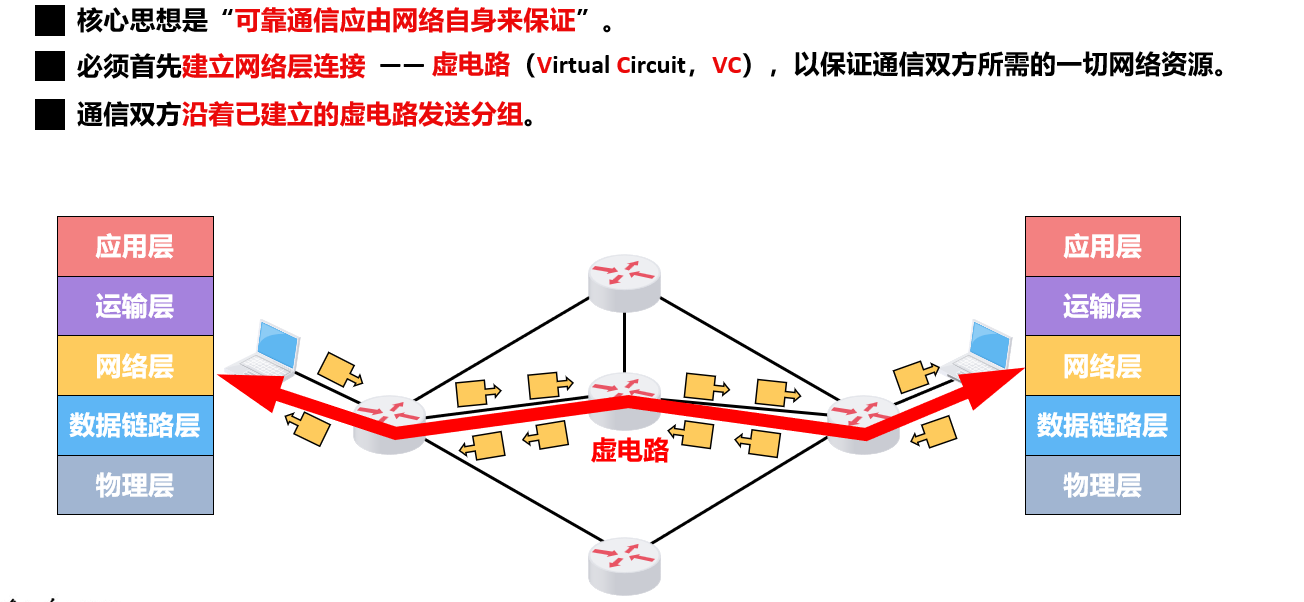 核心思想是“可靠通信应由网络自身来保证”。
必须首先建立网络层连接 —— 虚电路（Virtual Circuit，VC），以保证通信双方所需的一切网络资源。
通信双方沿着已建立的虚电路发送分组。
应用层
运输层
网络层
数据链路层
物理层
虚电路
应用层
运输层
网络层
数据链路层
物理层